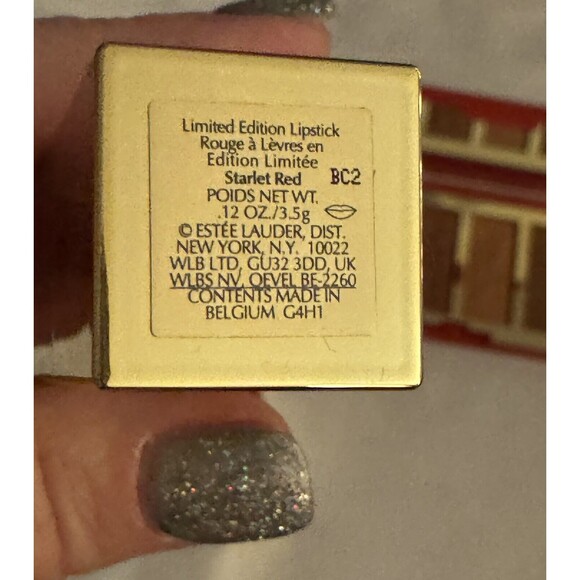 Limited Edition Lipstick
Rouge à Lèvres en
Edition Limitée
Starlet Red BC2
POIDS NET WT.
.12 OZ./3.5g
© ESTÉE LAUDER, DIST.
NEW YORK, N.Y. 10022
WLB LTD, GU32 3DD, UK
WLBS NV, OEVEL BE-2260
CONTENTS MADE IN
BELGIUM G4H1